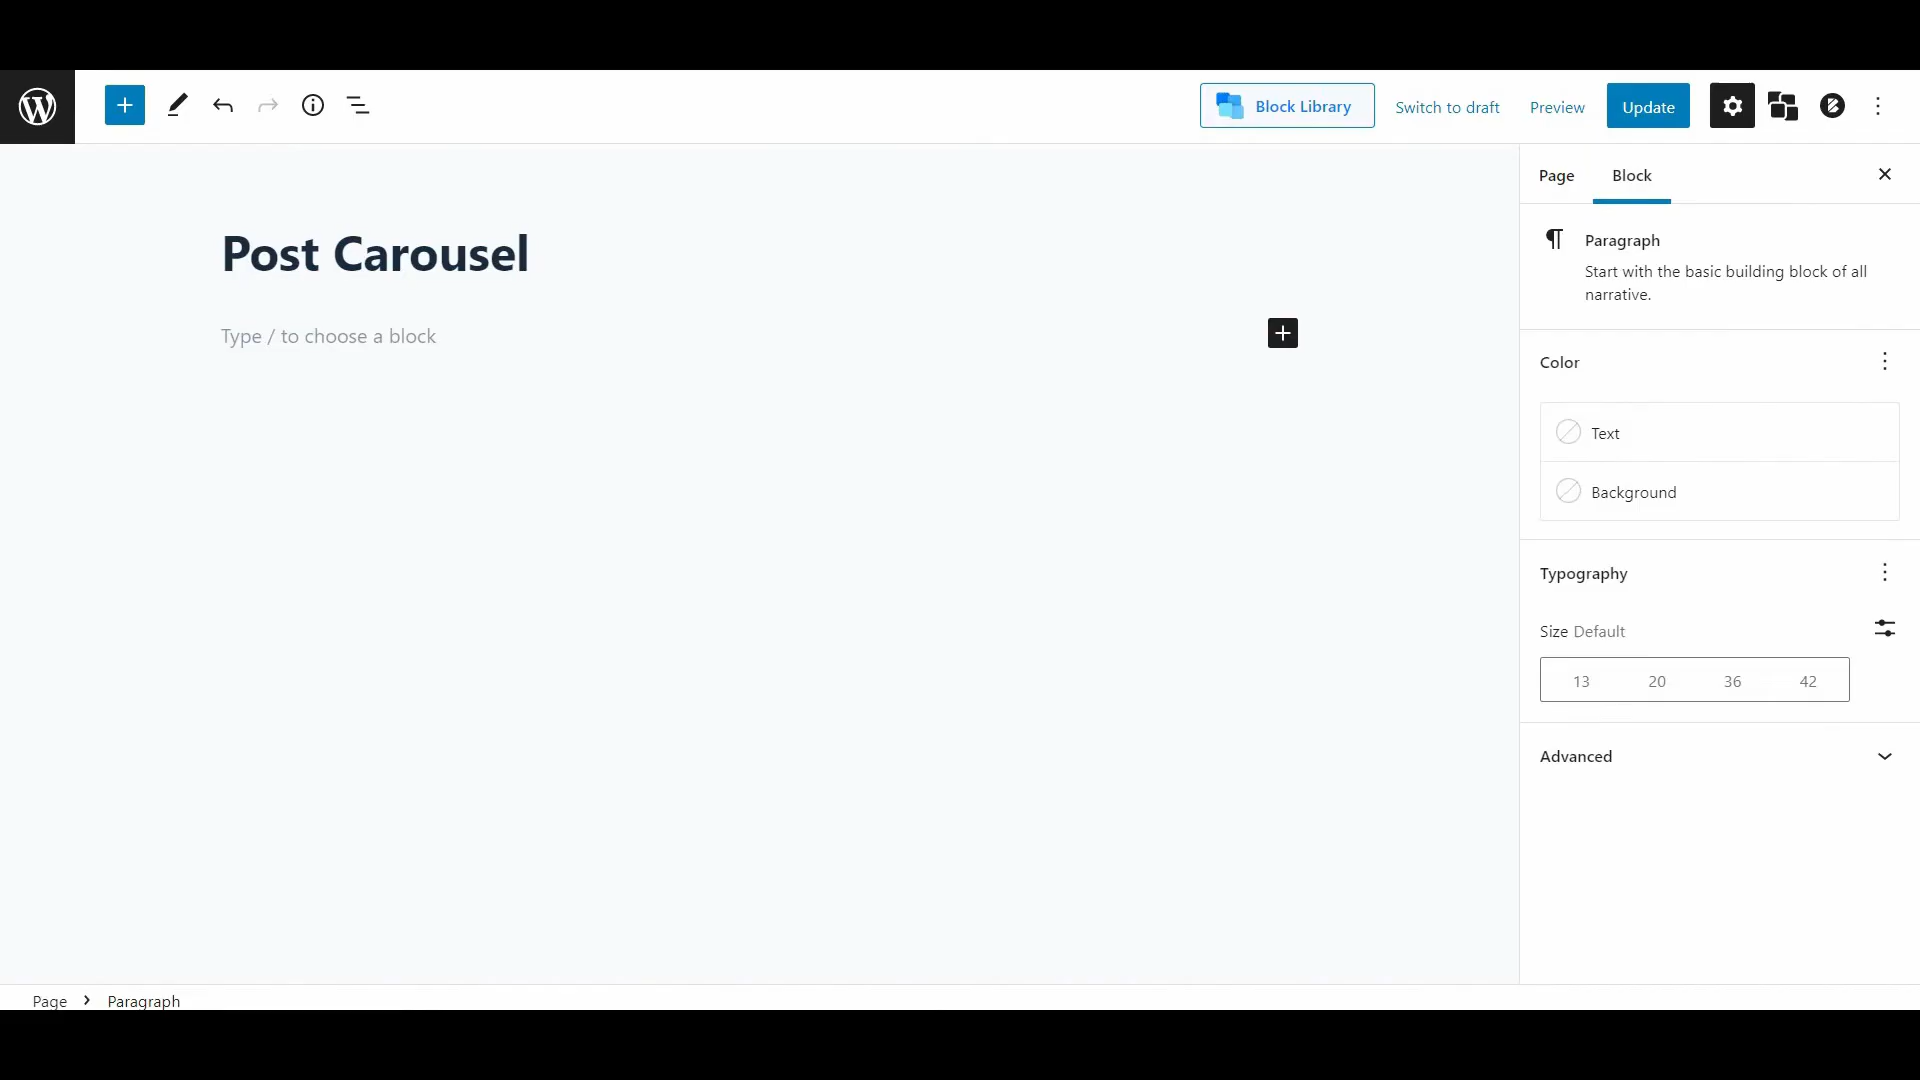 Block Library Switch to draft Preview Update
Page Block
Post Carousel
Type / to choose a block
Paragraph
Start with the basic building block of all
narrative.
Color
Text
Background
Typography
Size Default
13 20 36 42
Advanced
Page Paragraph